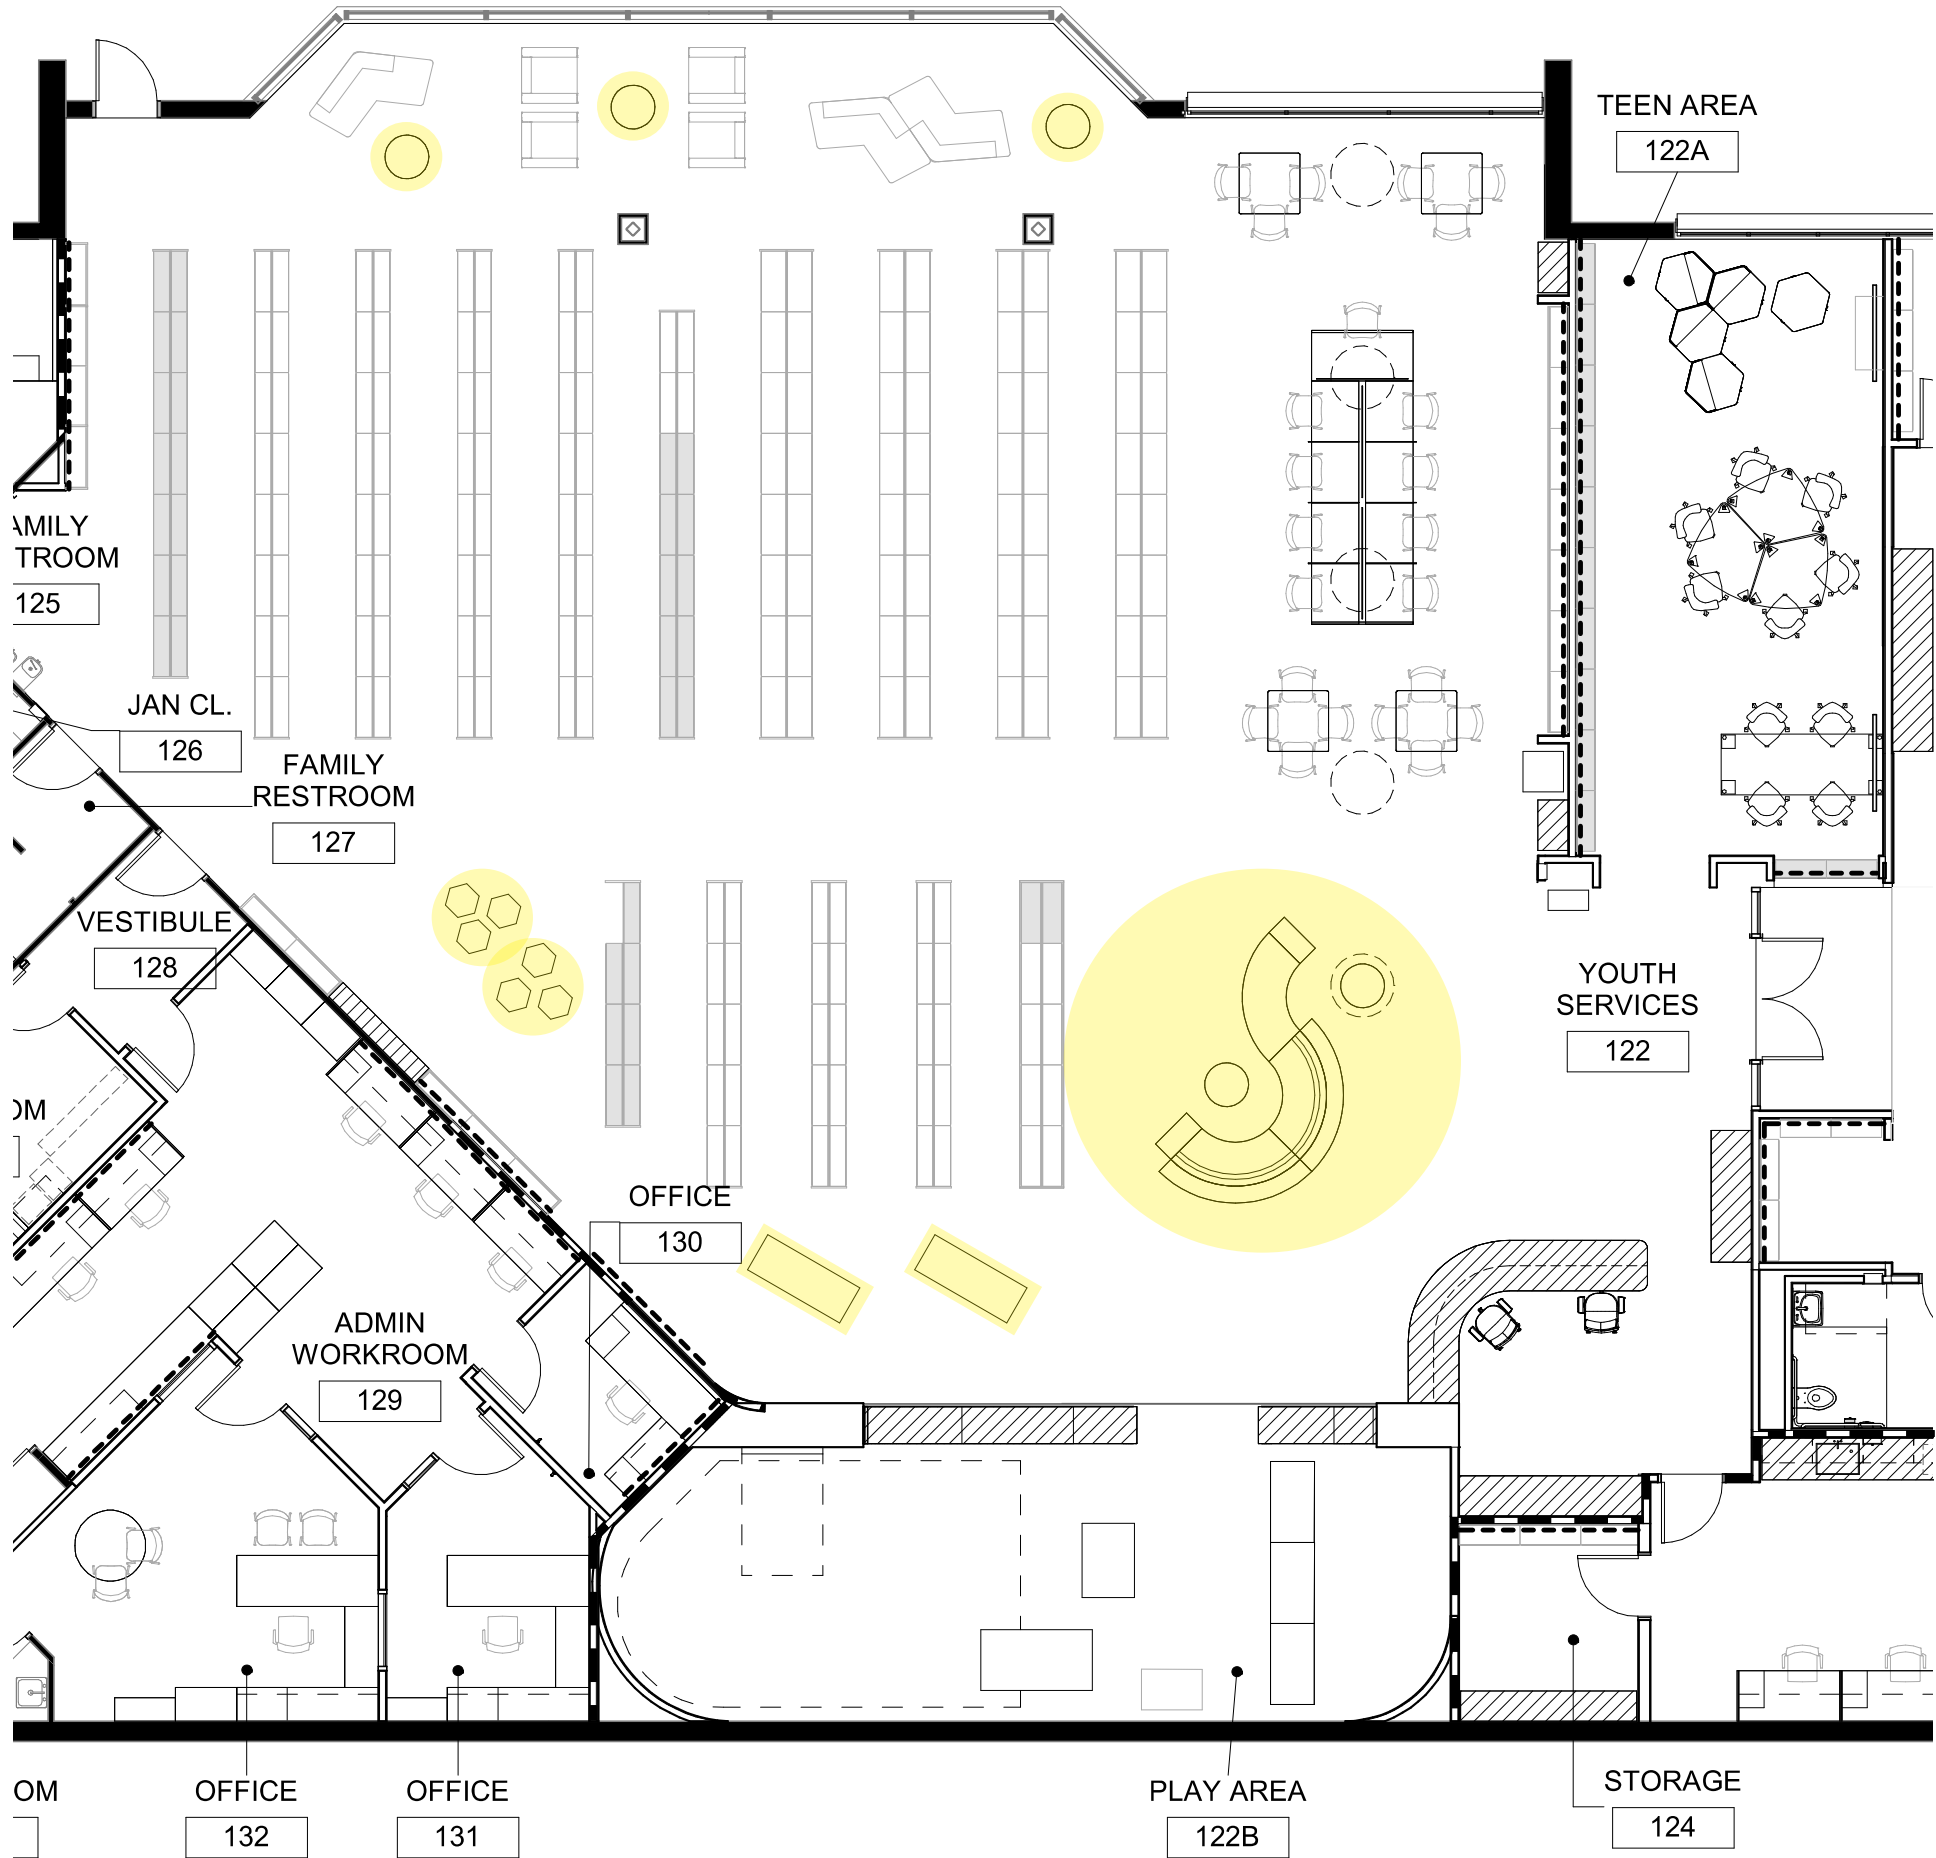 TEEN AREA
122A
AMILY
TROOM
125
JAN CL.
126
FAMILY
RESTROOM
127
VESTIBULE
128
YOUTH
SERVICES
122
OM
OFFICE
130
ADMIN
WORKROOM
129
OM
OFFICE
132
OFFICE
131
PLAY AREA
122B
STORAGE
124